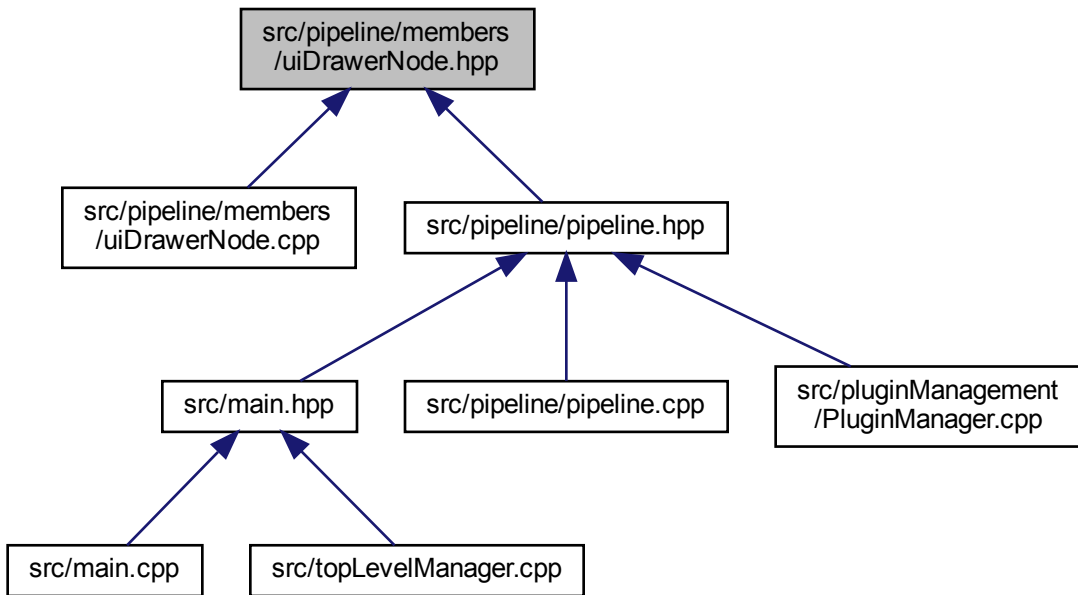 src/pipeline/members
/uiDrawerNode.hpp
src/pipeline/members
/uiDrawerNode.cpp
src/pipeline/pipeline.hpp
src/main.hpp
src/pipeline/pipeline.cpp
src/pluginManagement
/PluginManager.cpp
src/main.cpp
src/topLevelManager.cpp